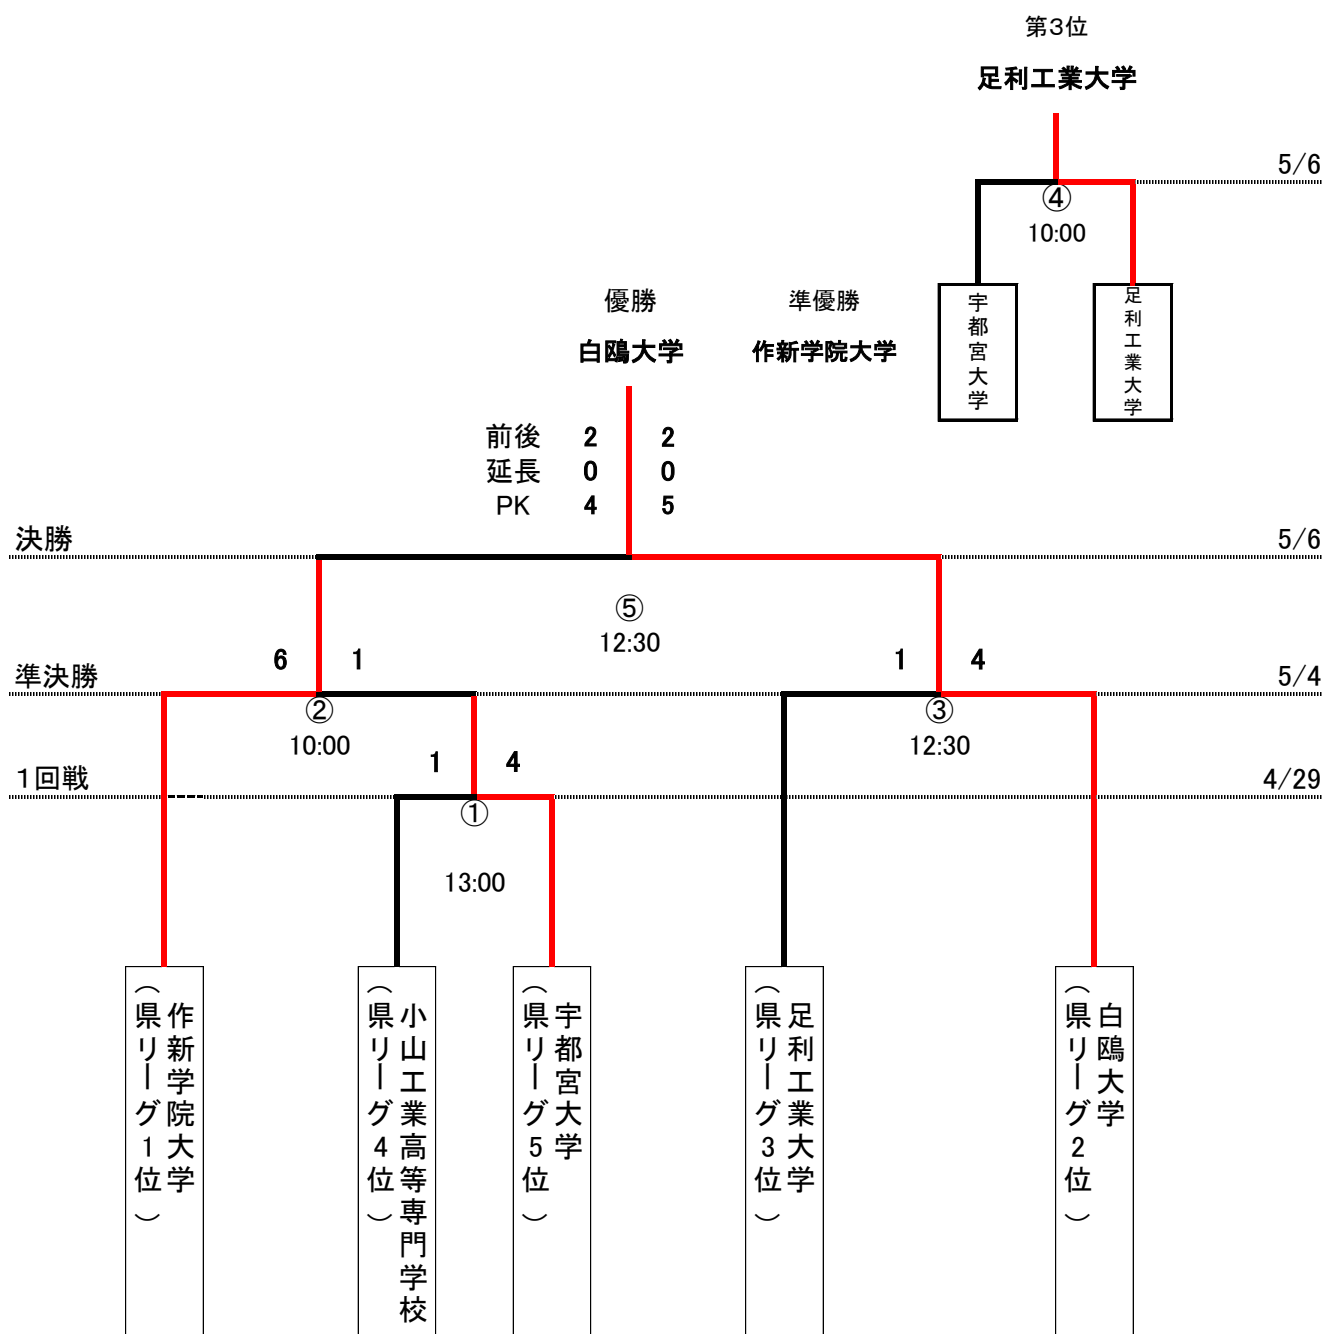 第3位
足利工業大学
5/6
④
10:00
宇都宮大学
足利工業大学
優勝
準優勝
白鴎大学
作新学院大学
前後 2 2
延長 0 0
PK 4 5
決勝
5/6
⑤
12:30
6 1
1 4
準決勝
5/4
②
10:00
③
12:30
1 4
1回戦
4/29
①
13:00
作新学院大学
(県リーグ1位)
小山工業高等専門学校
(県リーグ4位)
宇都宮大学
(県リーグ5位)
足利工業大学
(県リーグ3位)
白鴎大学
(県リーグ2位)